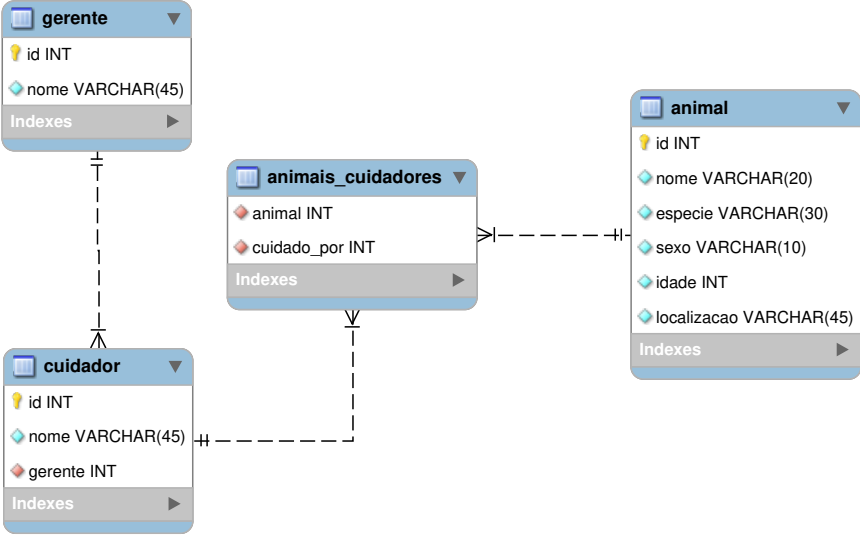 gerente
id INT
nome VARCHAR(45)
Indexes
animais_cuidadores
animal INT
cuidado_por INT
Indexes
animal
id INT
nome VARCHAR(20)
especie VARCHAR(30)
sexo VARCHAR(10)
idade INT
localizacao VARCHAR(45)
Indexes
cuidador
id INT
nome VARCHAR(45)
gerente INT
Indexes